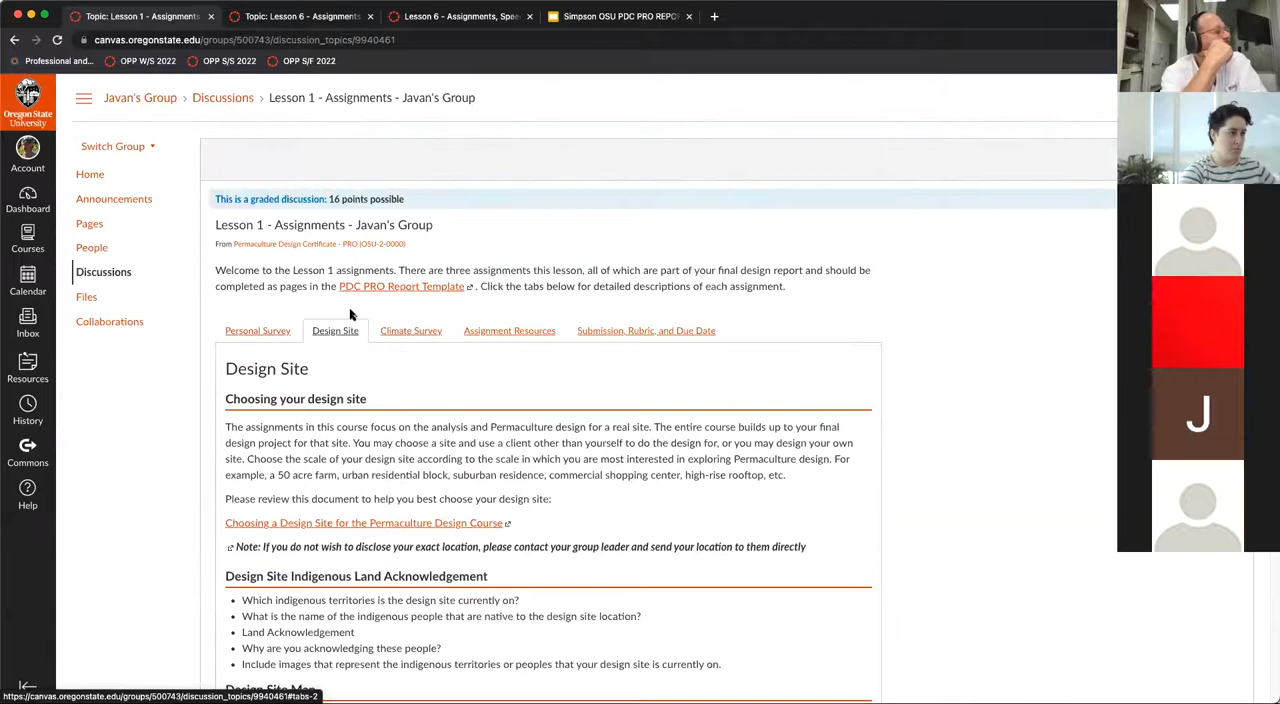 Topic: Lesson 1 - Assignments
Topic: Lesson 6 - Assignments
Lesson 6 - Assignments, Spee
Simpson OSU PDC PRO REPO
canvas.oregonstate.edu/groups/500743/discussion_topics/9940461
Professional and...
OPP W/S 2022
OPP S/S 2022
OPP S/F 2022
Oregon State
University
Account
Dashboard
Courses
Calendar
Inbox
Resources
History
Commons
Help
Javan's Group > Discussions > Lesson 1 - Assignments - Javan's Group
Switch Group
Home
Announcements
Pages
People
Discussions
Files
Collaborations
This is a graded discussion: 16 points possible
Lesson 1 - Assignments - Javan's Group
From Permaculture Design Certificate - PRO (OSU-2-0000)
Welcome to the Lesson 1 assignments. There are three assignments this lesson, all of which are part of your final design report and should be
completed as pages in the PDC PRO Report Template . Click the tabs below for detailed descriptions of each assignment.
Personal Survey
Design Site
Climate Survey
Assignment Resources
Submission, Rubric, and Due Date
Design Site
Choosing your design site
The assignments in this course focus on the analysis and Permaculture design for a real site. The entire course builds up to your final
design project for that site. You may choose a site and use a client other than yourself to do the design for, or you may design your own
site. Choose the scale of your design site according to the scale in which you are most interested in exploring Permaculture design. For
example, a 50 acre farm, urban residential block, suburban residence, commercial shopping center, high-rise rooftop, etc.
Please review this document to help you best choose your design site:
Choosing a Design Site for the Permaculture Design Course
Note: If you do not wish to disclose your exact location, please contact your group leader and send your location to them directly
Design Site Indigenous Land Acknowledgement
• Which indigenous territories is the design site currently on?
• What is the name of the indigenous people that are native to the design site location?
• Land Acknowledgement
• Why are you acknowledging these people?
• Include images that represent the indigenous territories or peoples that your design site is currently on.
Design Site Map
https://canvas.oregonstate.edu/groups/500743/discussion_topics/9940461#tabs-2
J